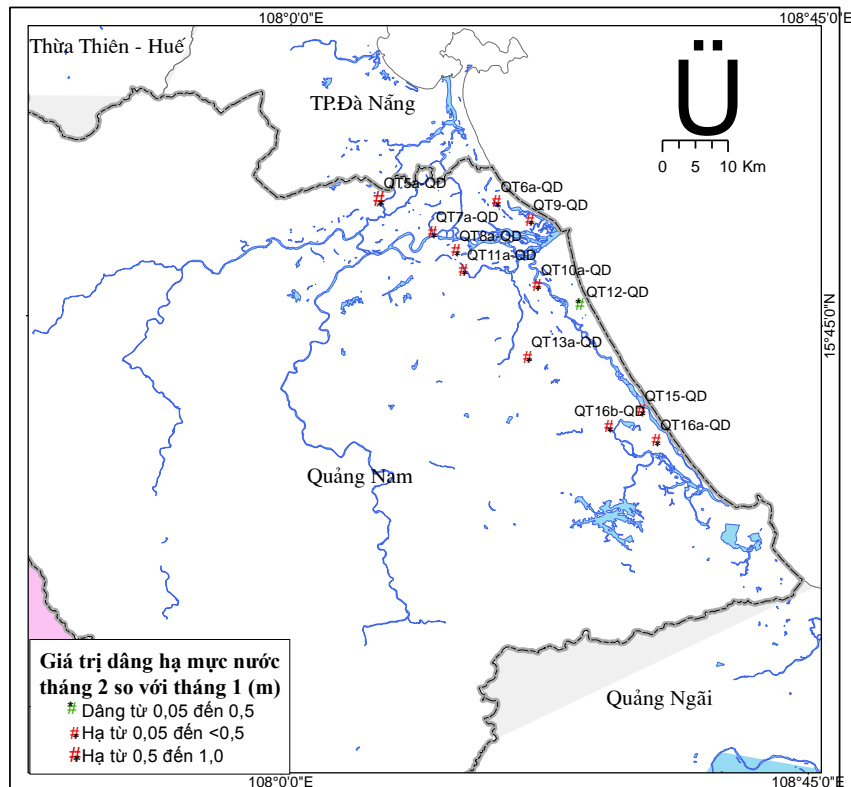 108°0'0"E
108°45'0"E
Thừa Thiên - Huế
TP.Đà Nẵng
Ü
0 5 10 Km
QT5a-QD
QT6a-QD
QT9-QD
QT7a-QD
QT8a-QD
QT11a-QD
QT10a-QD
QT12-QD
15°45'0"N
QT13a-QD
QT15-QD
QT16b-QD
QT16a-QD
Quảng Nam
Quảng Ngãi
Giá trị dâng hạ mực nước
tháng 2 so với tháng 1 (m)
# Dâng từ 0,05 đến 0,5
# Hạ từ 0,05 đến <0,5
# Hạ từ 0,5 đến 1,0
108°0'0"E
108°45'0"E